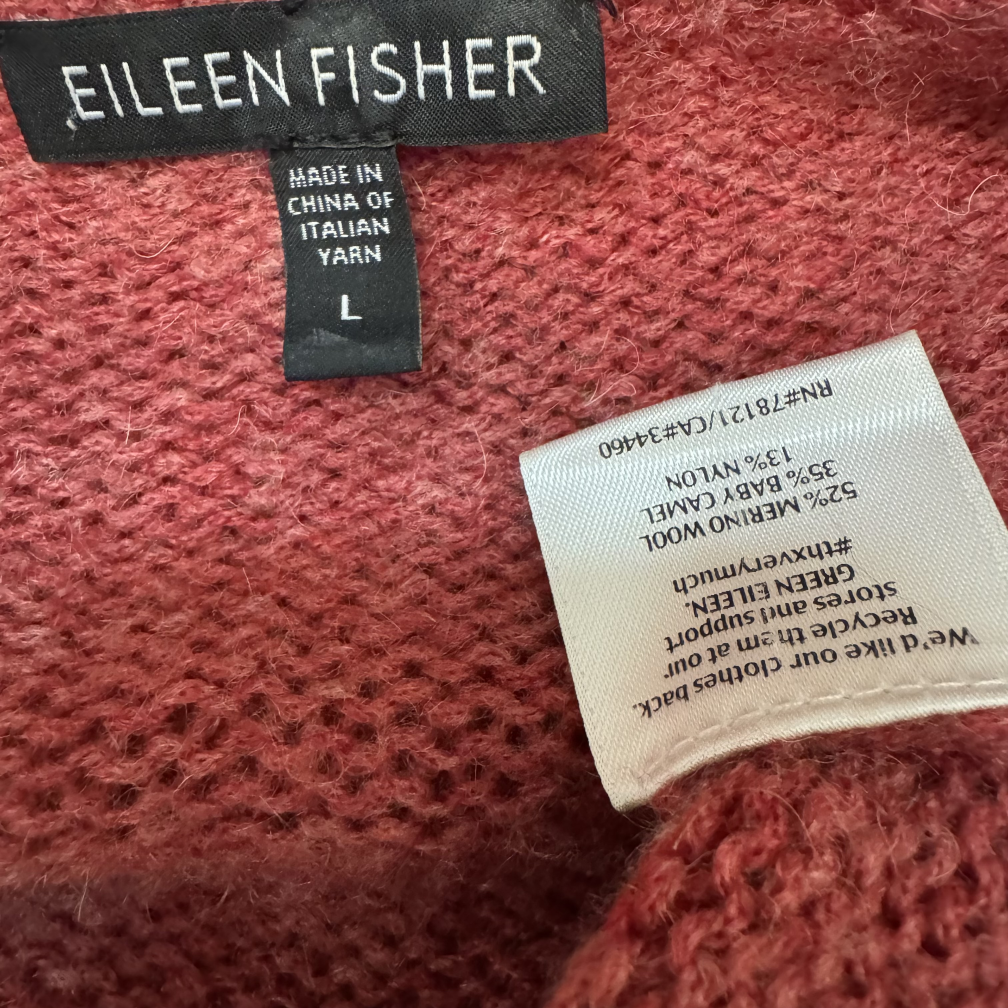 EILEEN FISHER
MADE IN
CHINA OF
ITALIAN
YARN
L
We'd like our clothes back.
Recycle them at our
stores and support
GREEN EILEEN.
#thxverymuch
52% MERINO WOOL
35% BABY CAMEL
13% NYLON
RN#78121/CA#34460